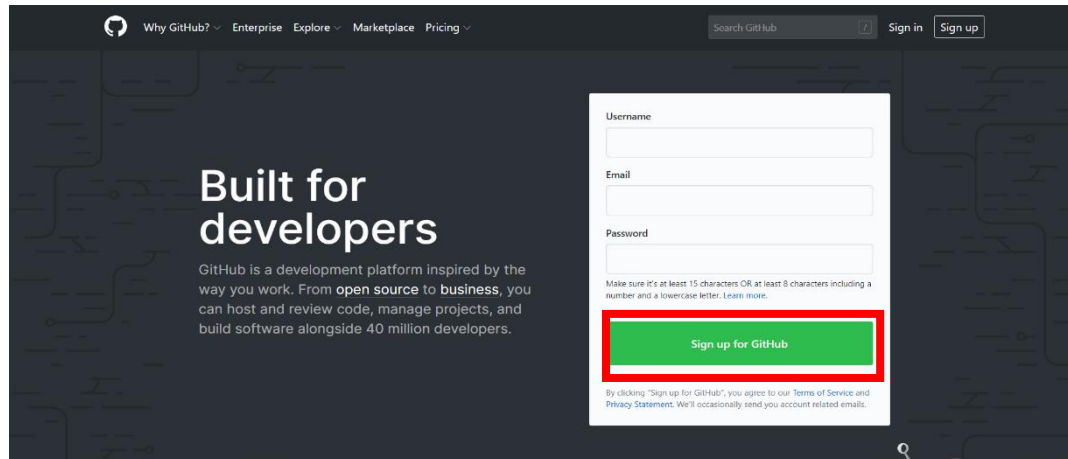 Why GitHub? Enterprise Explore Marketplace Pricing Search GitHub / Sign in Sign up
Built for
developers
GitHub is a development platform inspired by the
way you work. From open source to business, you
can host and review code, manage projects, and
build software alongside 40 million developers.
Username
Email
Password
Make sure it's at least 15 characters OR at least 8 characters including a
number and a lowercase letter. Learn more.
Sign up for GitHub
By clicking "Sign up for GitHub", you agree to our Terms of Service and
Privacy Statement. We'll occasionally send you account related emails.